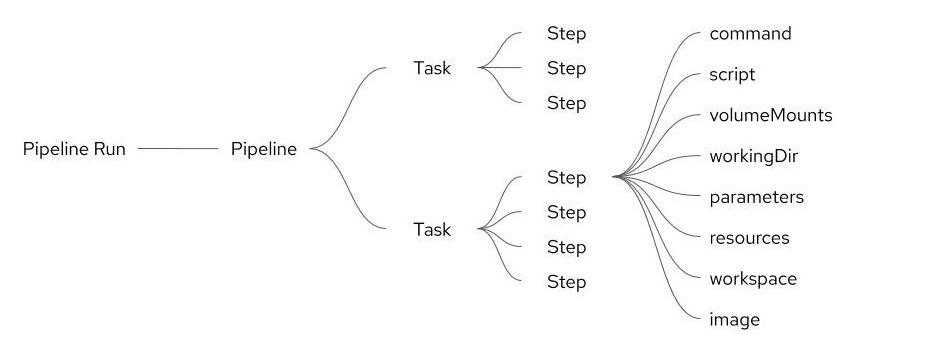 Pipeline Run
Pipeline
Task
Step
Step
Step
Task
Step
Step
Step
Step
command
script
volumeMounts
workingDir
parameters
resources
workspace
image